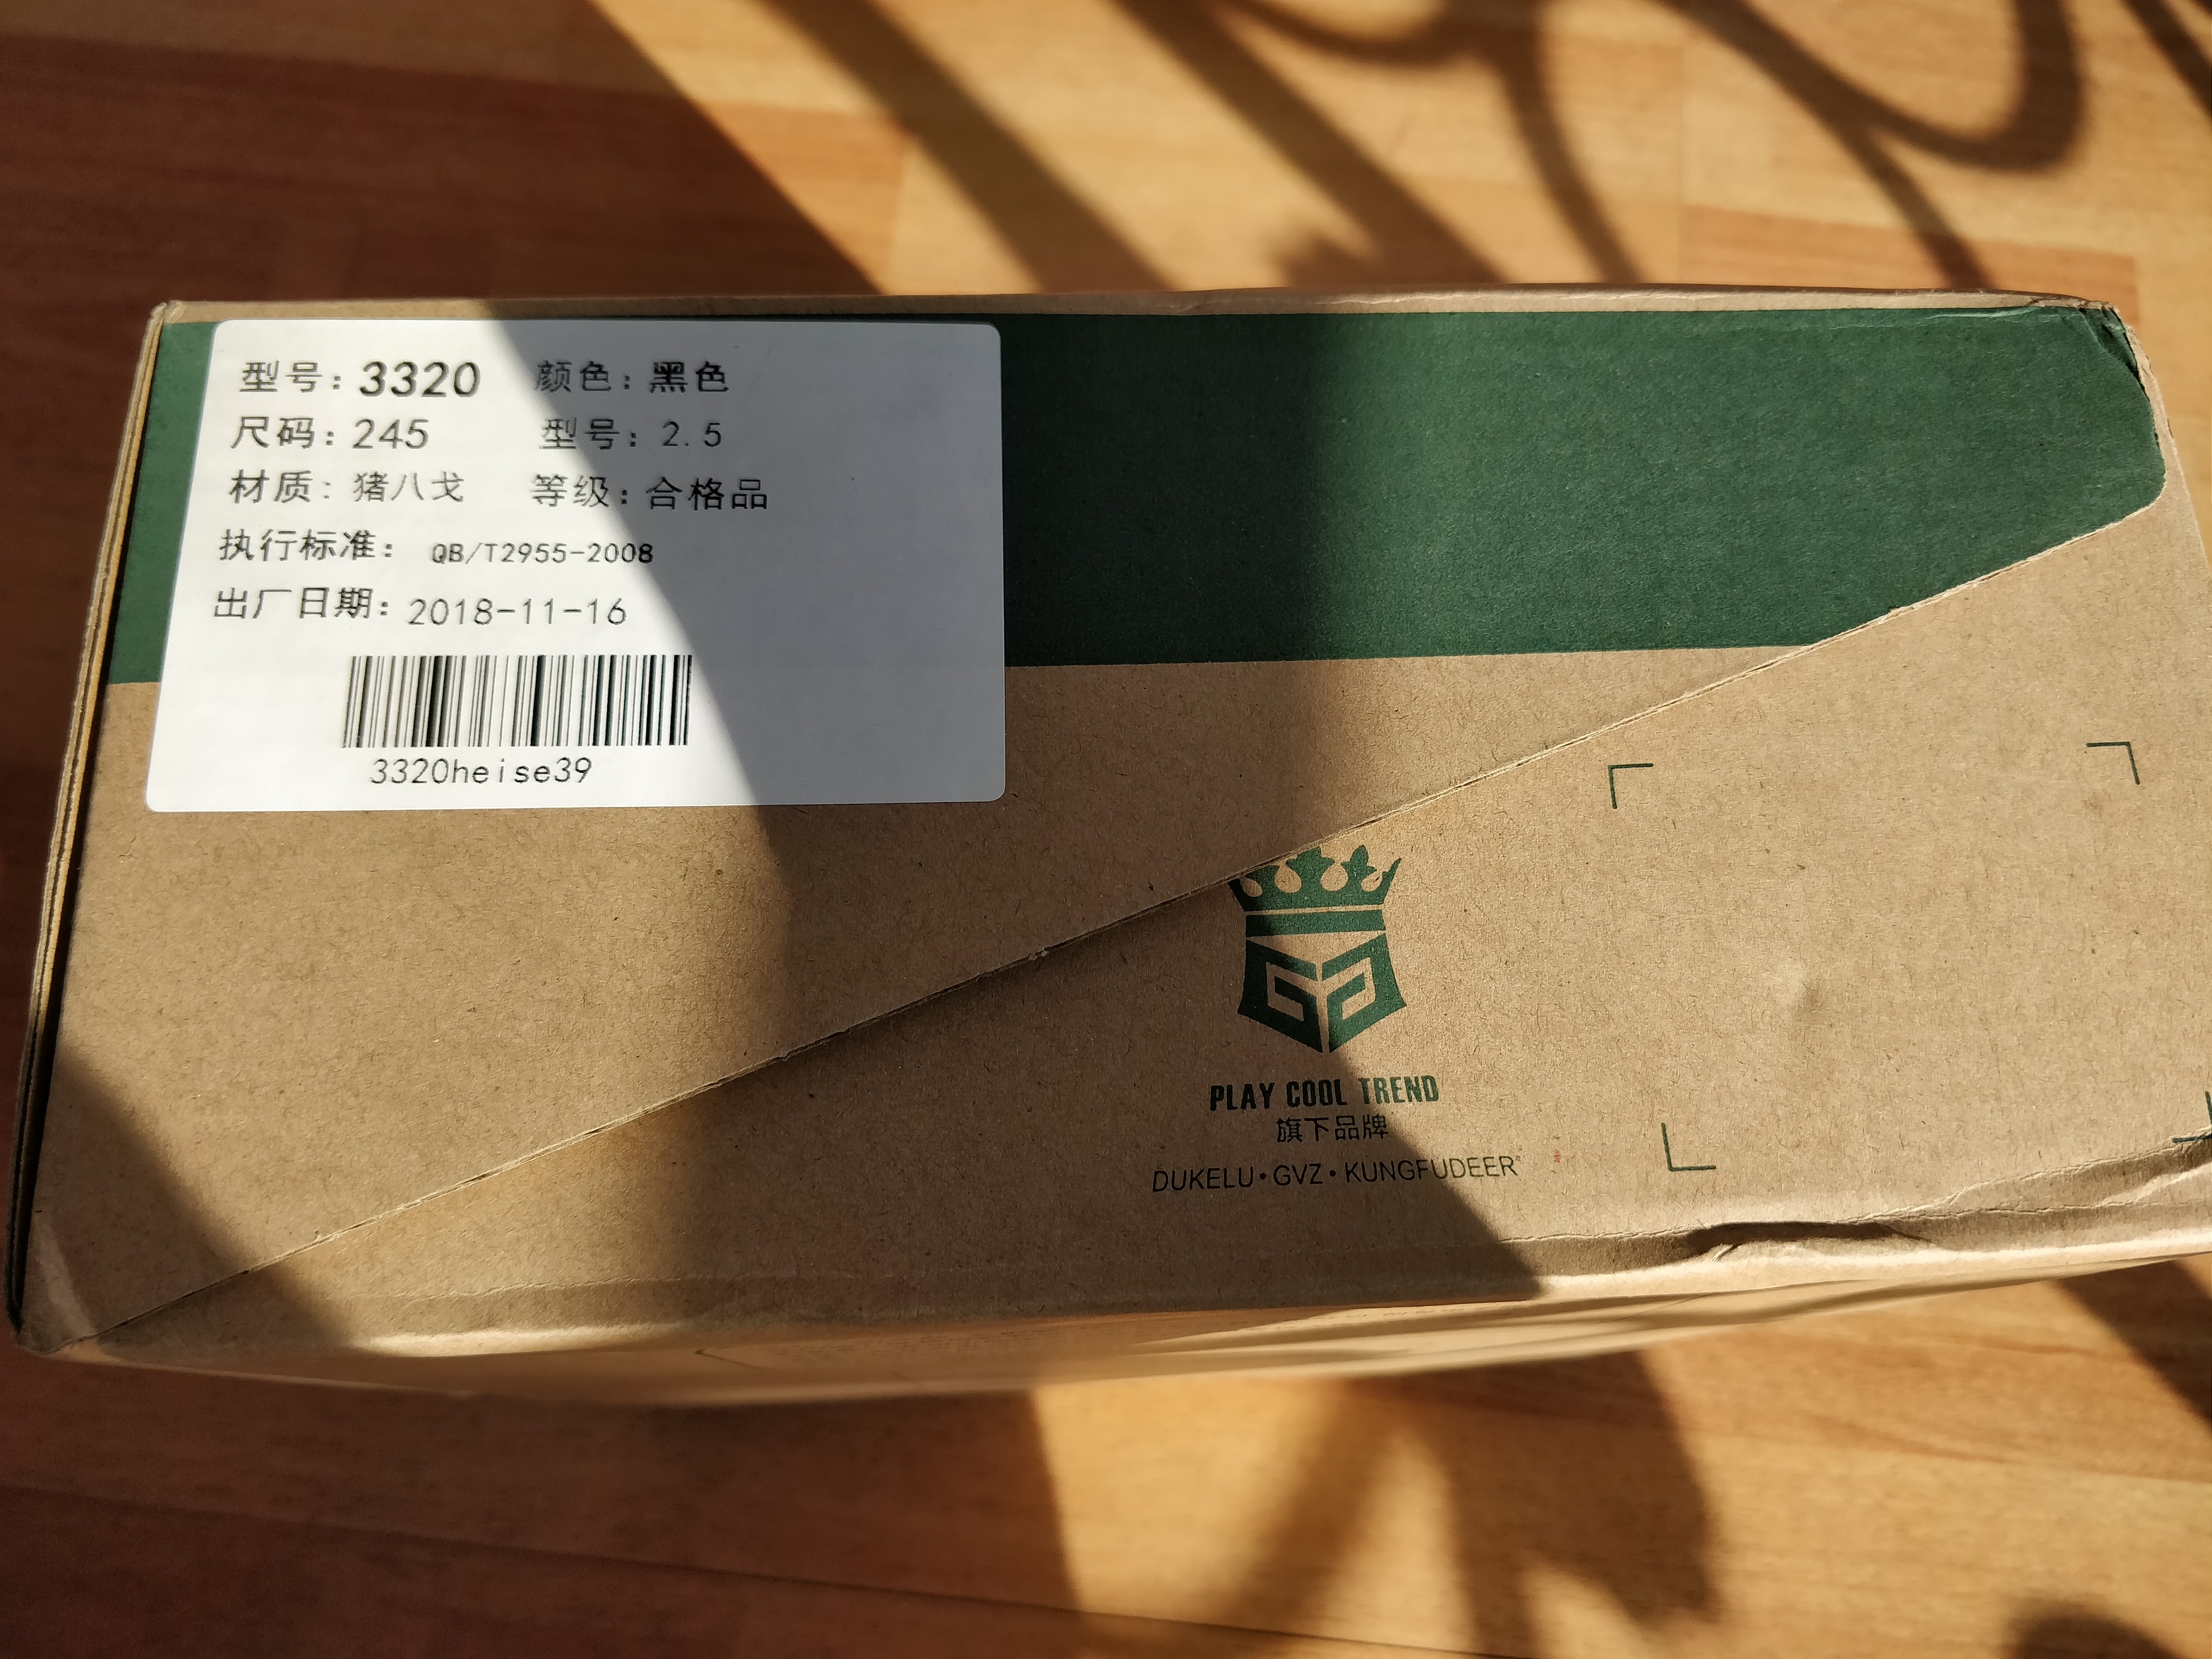 型号：3320 颜色：黑色
尺码：245 型号：2.5
材质：猪八戈 等级：合格品
执行标准： QB/T2955-2008
出厂日期：2018-11-16
3320heise39
PLAY COOL TREND
旗下品牌
DUKELU·GVZ·KUNGFUDEER